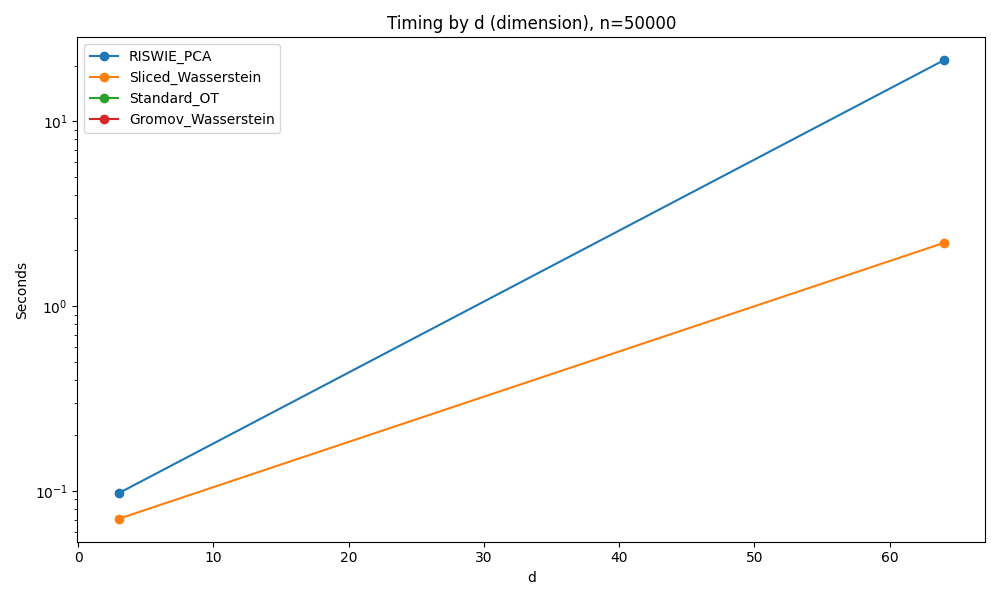 Timing by d (dimension), n=50000
RISWIE_PCA
Sliced_Wasserstein
Standard_OT
Gromov_Wasserstein
Seconds
10¹
10⁰
10⁻¹
0 10 20 30 40 50 60
d